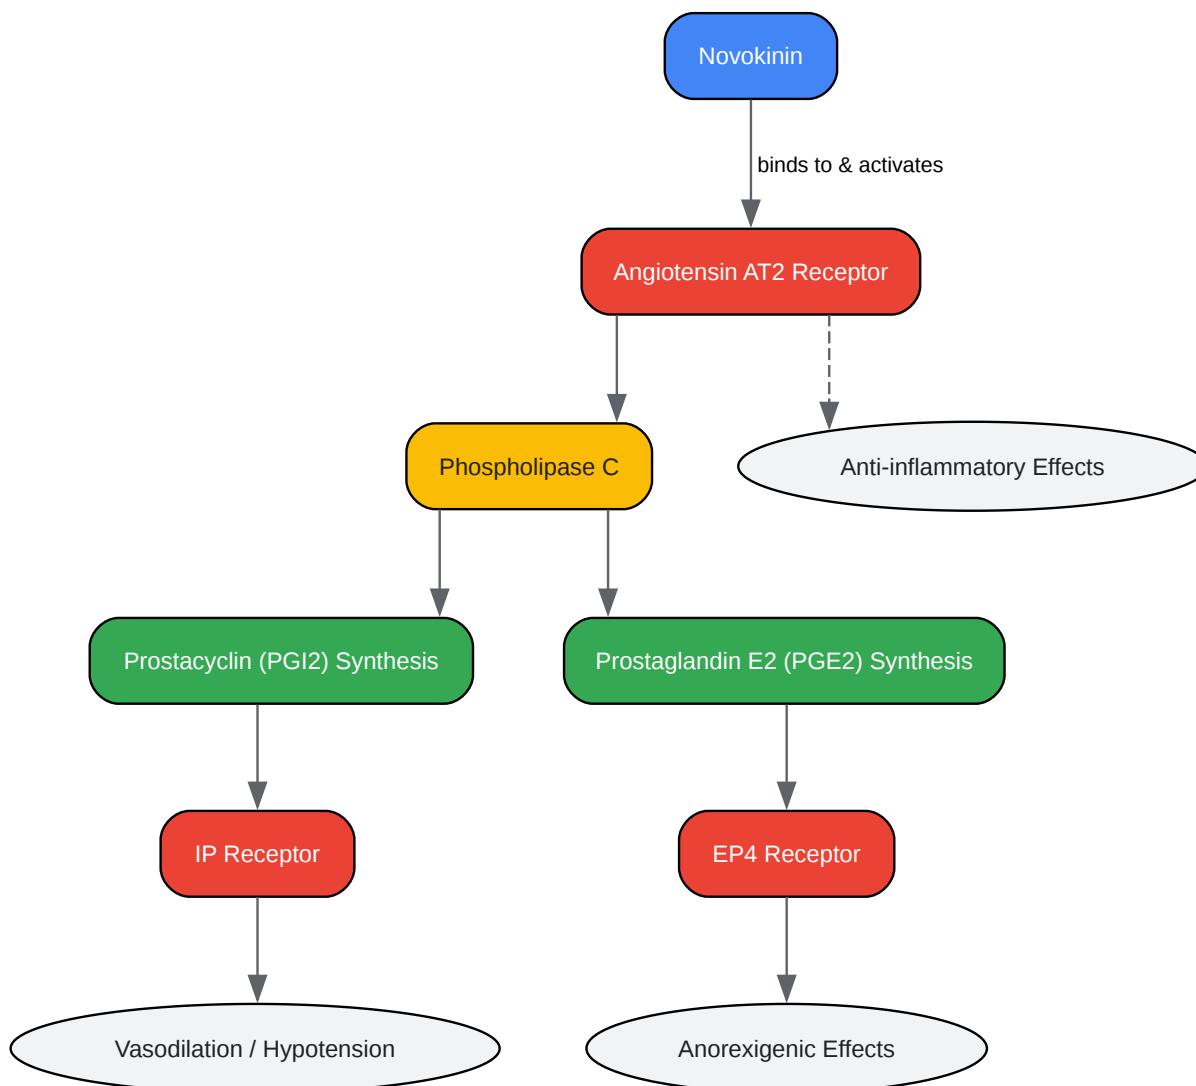 Novokinin
binds to & activates
Angiotensin AT2 Receptor
Phospholipase C
Anti-inflammatory Effects
Prostacyclin (PGI2) Synthesis
Prostaglandin E2 (PGE2) Synthesis
IP Receptor
EP4 Receptor
Vasodilation / Hypotension
Anorexigenic Effects